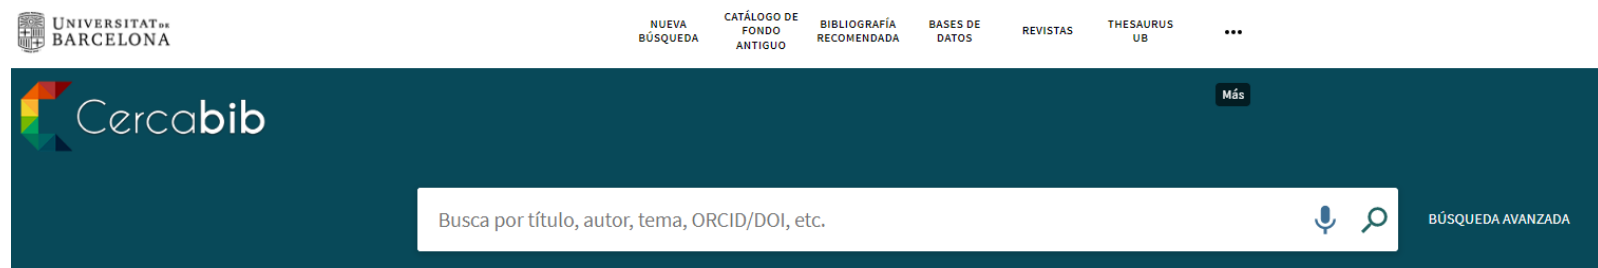 UNIVERSITAT DE
BARCELONA
NUEVA
BÚSQUEDA
CATÁLOGO DE
FONDO
ANTIGUO
BIBLIOGRAFÍA
RECOMENDADA
BASES DE
DATOS
REVISTAS
THESAURUS
UB
•••
Más
Cercabib
Busca por título, autor, tema, ORCID/DOI, etc.
BÚSQUEDA AVANZADA